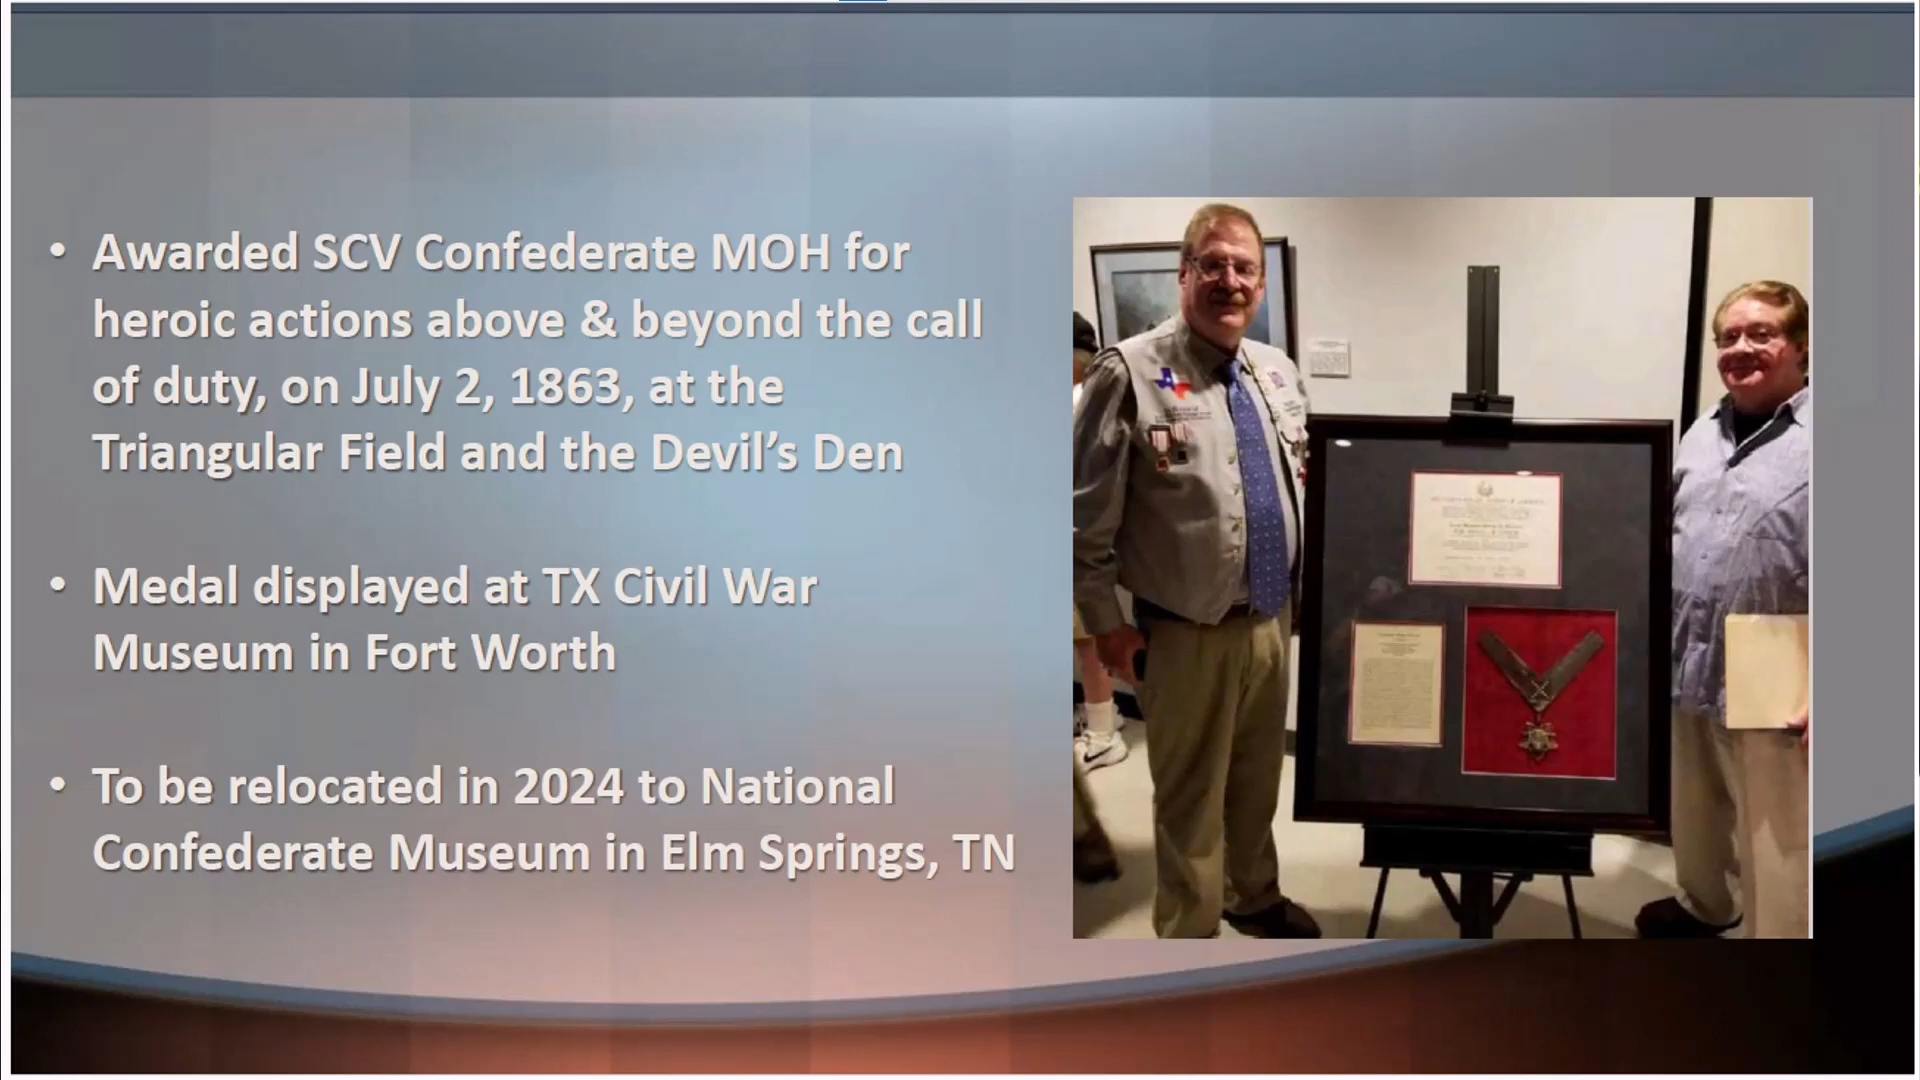 • Awarded SCV Confederate MOH for
heroic actions above & beyond the call
of duty, on July 2, 1863, at the
Triangular Field and the Devil’s Den
• Medal displayed at TX Civil War
Museum in Fort Worth
• To be relocated in 2024 to National
Confederate Museum in Elm Springs, TN